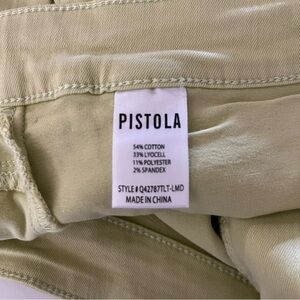 PISTOLA
54% COTTON
33% LYOCELL
11% POLYESTER
2% SPANDEX
STYLE# Q42787TLT-LMD
MADE IN CHINA